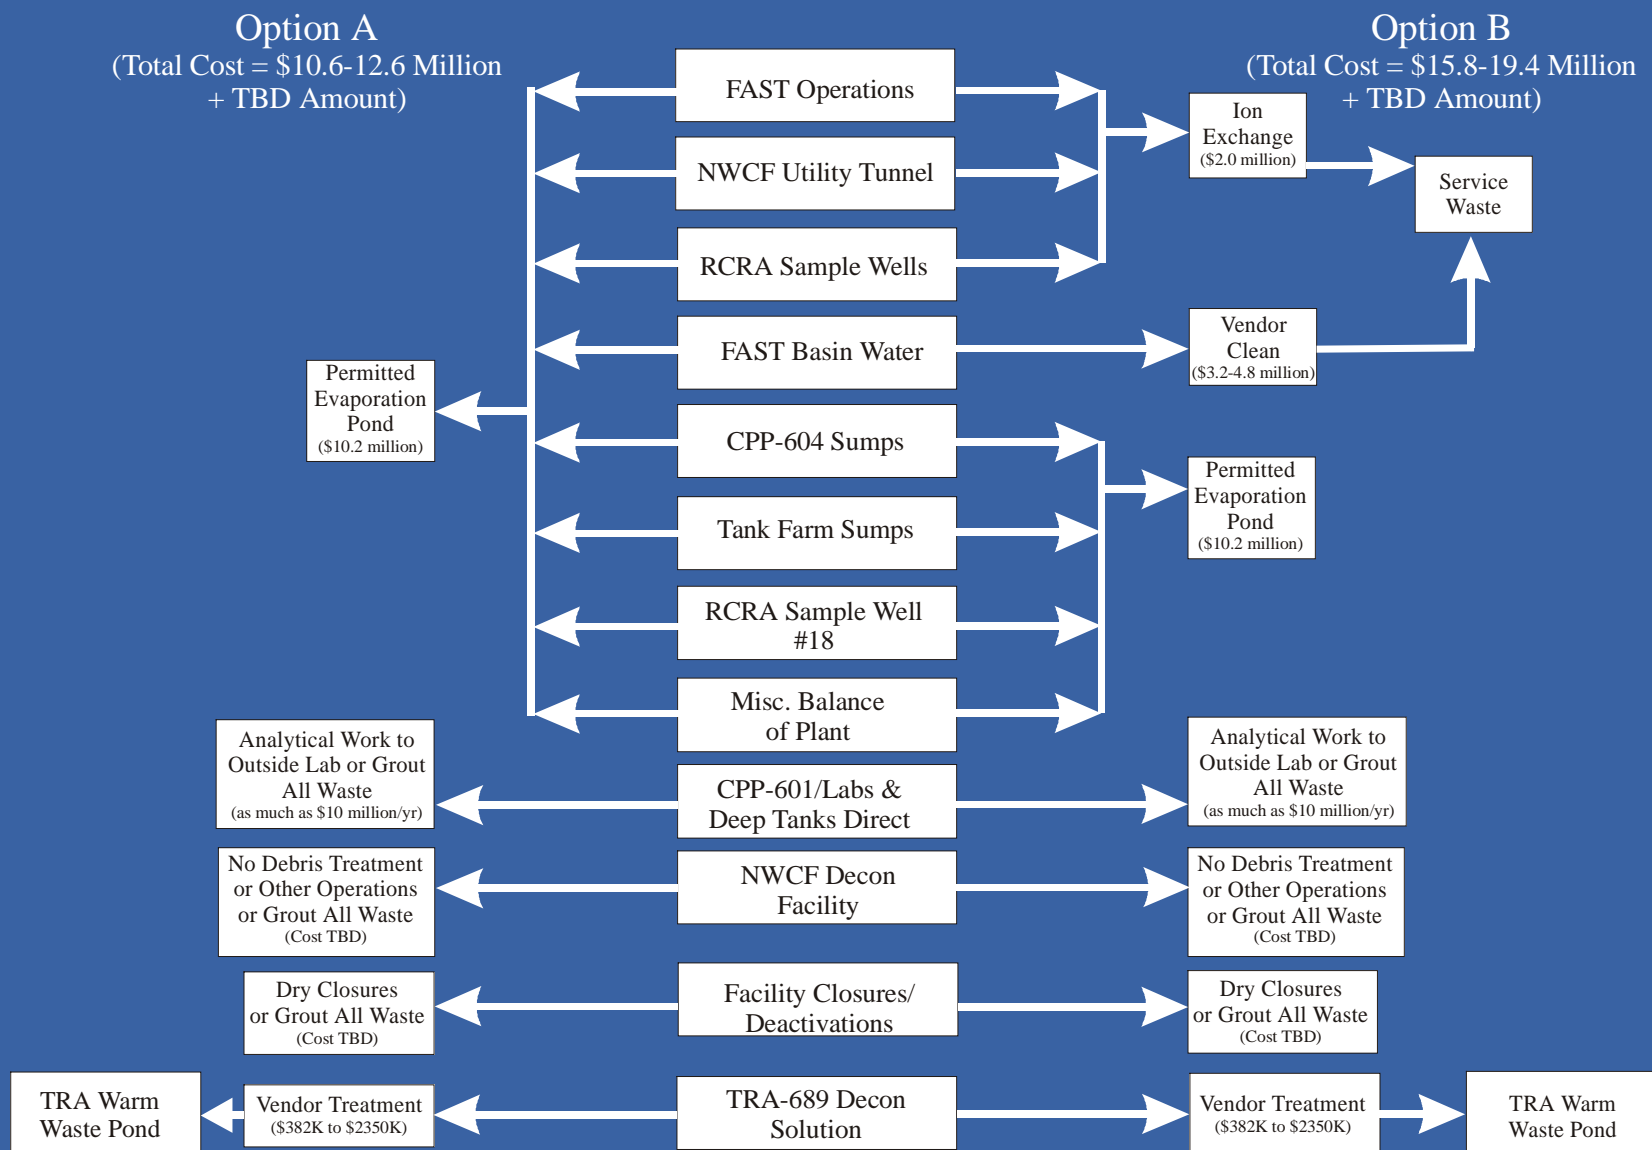 Option A
(Total Cost = $10.6-12.6 Million
+ TBD Amount)
Option B
(Total Cost = $15.8-19.4 Million
+ TBD Amount)
FAST Operations
NWCF Utility Tunnel
RCRA Sample Wells
FAST Basin Water
CPP-604 Sumps
Tank Farm Sumps
RCRA Sample Well
#18
Misc. Balance
of Plant
CPP-601/Labs &
Deep Tanks Direct
NWCF Decon
Facility
Facility Closures/
Deactivations
TRA-689 Decon
Solution
Permitted
Evaporation
Pond
($10.2 million)
Analytical Work to
Outside Lab or Grout
All Waste
(as much as $10 million/yr)
No Debris Treatment
or Other Operations
or Grout All Waste
(Cost TBD)
Dry Closures
or Grout All Waste
(Cost TBD)
Vendor Treatment
($382K to $2350K)
TRA Warm
Waste Pond
Ion
Exchange
($2.0 million)
Service
Waste
Vendor
Clean
($3.2-4.8 million)
Permitted
Evaporation
Pond
($10.2 million)
Analytical Work to
Outside Lab or Grout
All Waste
(as much as $10 million/yr)
No Debris Treatment
or Other Operations
or Grout All Waste
(Cost TBD)
Dry Closures
or Grout All Waste
(Cost TBD)
Vendor Treatment
($382K to $2350K)
TRA Warm
Waste Pond